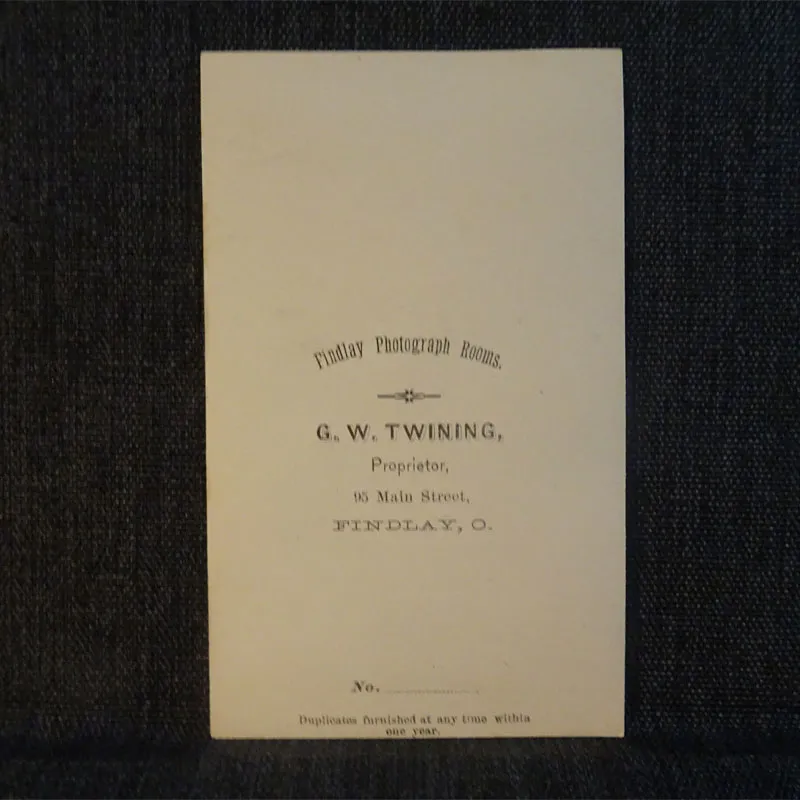 Findlay Photograph Rooms.
G. W. TWINING,
Proprietor,
95 Main Street,
FINDLAY, O.
No.
Duplicates furnished at any time within
one year.